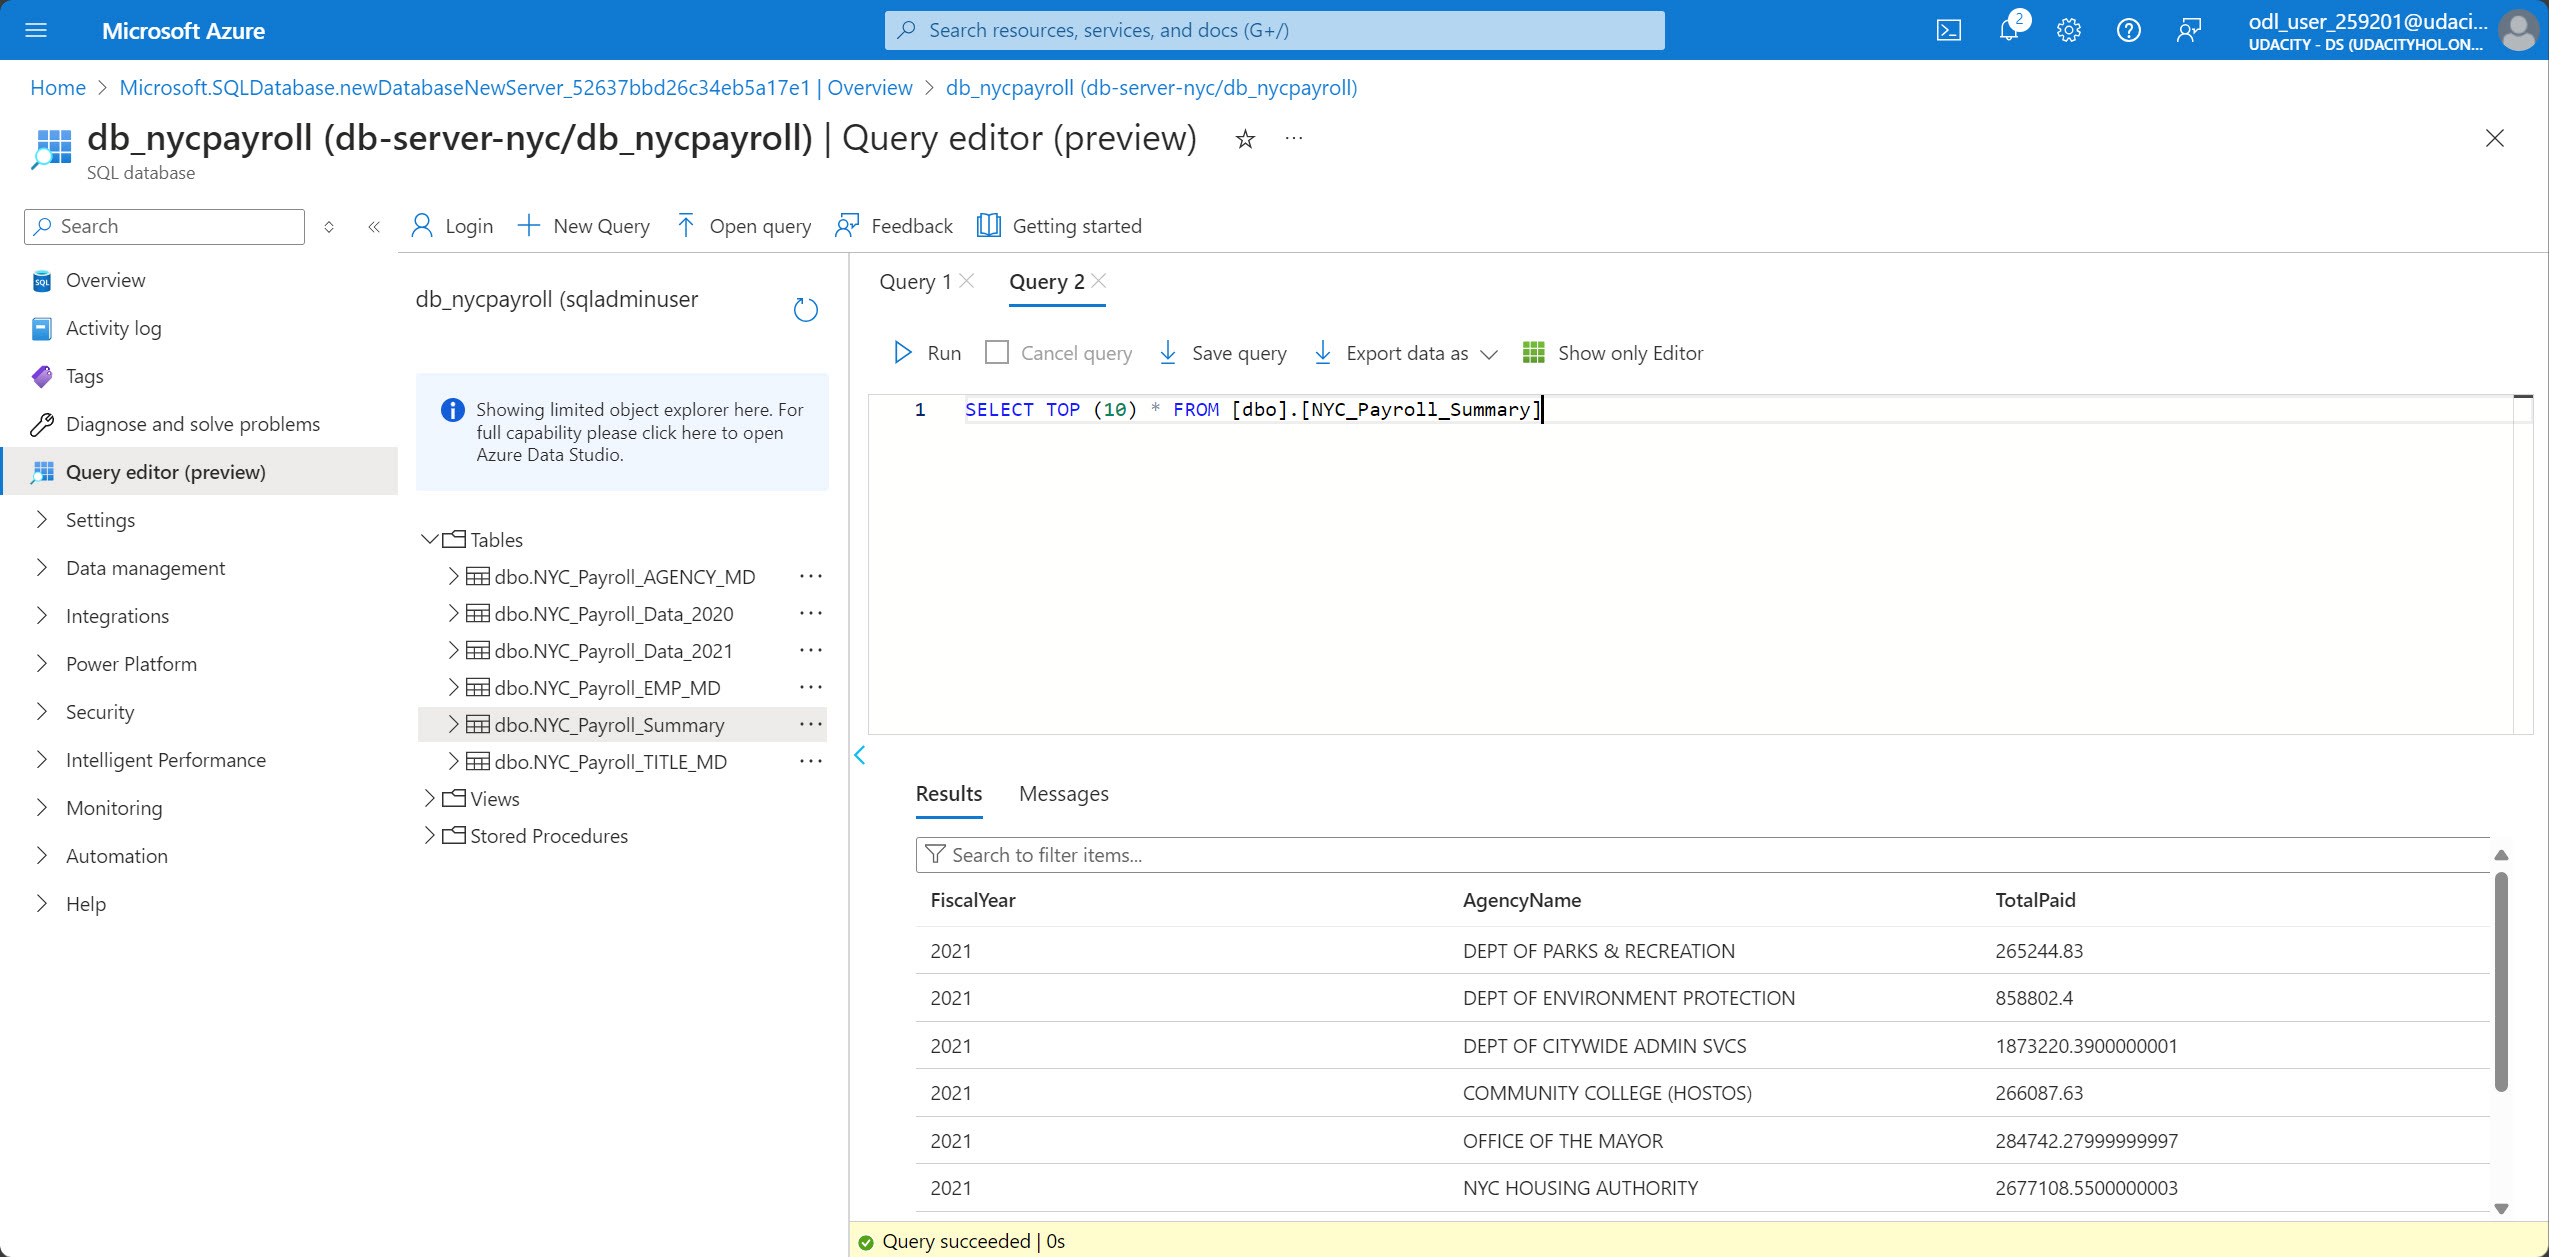 Microsoft Azure
Search resources, services, and docs (G+/)
2
odl_user_259201@udaci...
UDACITY - DS (UDACITYHOL.ON...
Home > Microsoft.SQLDatabase.newDatabaseNewServer_52637bbd26c34eb5a17e1 | Overview > db_nycpayroll (db-server-nyc/db_nycpayroll)
db_nycpayroll (db-server-nyc/db_nycpayroll) | Query editor (preview)
SQL database
Search
Login
New Query
Open query
Feedback
Getting started
Overview
Activity log
Tags
Diagnose and solve problems
Query editor (preview)
Settings
Data management
Integrations
Power Platform
Security
Intelligent Performance
Monitoring
Automation
Help
db_nycpayroll (sqladminuser
Showing limited object explorer here. For
full capability please click here to open
Azure Data Studio.
Tables
dbo.NYC_Payroll_AGENCY_MD
dbo.NYC_Payroll_Data_2020
dbo.NYC_Payroll_Data_2021
dbo.NYC_Payroll_EMP_MD
dbo.NYC_Payroll_Summary
dbo.NYC_Payroll_TITLE_MD
Views
Stored Procedures
Query 1
Query 2
Run
Cancel query
Save query
Export data as
Show only Editor
1 SELECT TOP (10) * FROM [dbo].[NYC_Payroll_Summary]
Results
Messages
Search to filter items...
FiscalYear AgencyName TotalPaid
2021 DEPT OF PARKS & RECREATION 265244.83
2021 DEPT OF ENVIRONMENT PROTECTION 858802.4
2021 DEPT OF CITYWIDE ADMIN SVCS 1873220.3900000001
2021 COMMUNITY COLLEGE (HOSTOS) 266087.63
2021 OFFICE OF THE MAYOR 284742.27999999997
2021 NYC HOUSING AUTHORITY 2677108.5500000003
Query succeeded | 0s